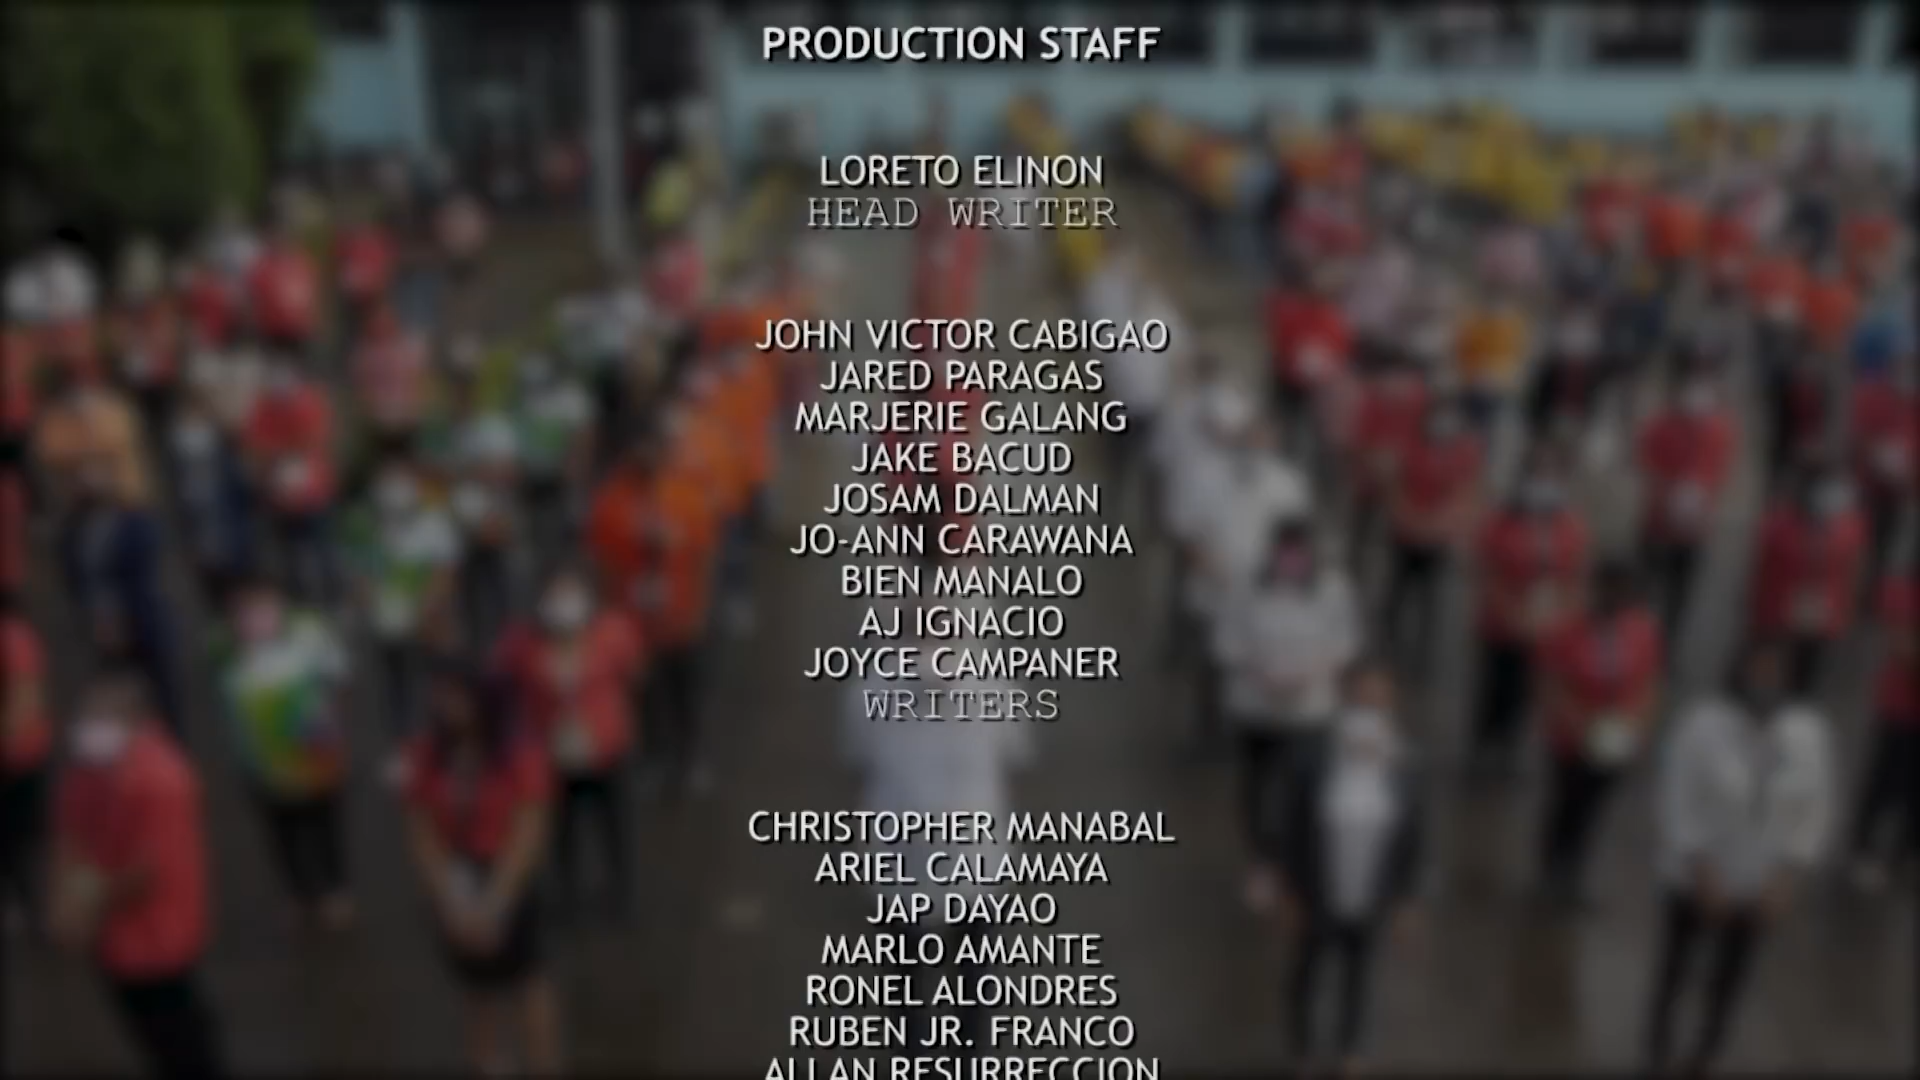 PRODUCTION STAFF
LORETO ELINON
HEAD WRITER
JOHN VICTOR CABIGAO
JARED PARAGAS
MARJERIE GALANG
JAKE BACUD
JOSAM DALMAN
JO-ANN CARAWANA
BIEN MANALO
AJ IGNACIO
JOYCE CAMPANER
WRITERS
CHRISTOPHER MANABAL
ARIEL CALAMAYA
JAP DAYAO
MARLO AMANTE
RONEL ALONDRES
RUBEN JR. FRANCO
ALLAN RESURRECCION